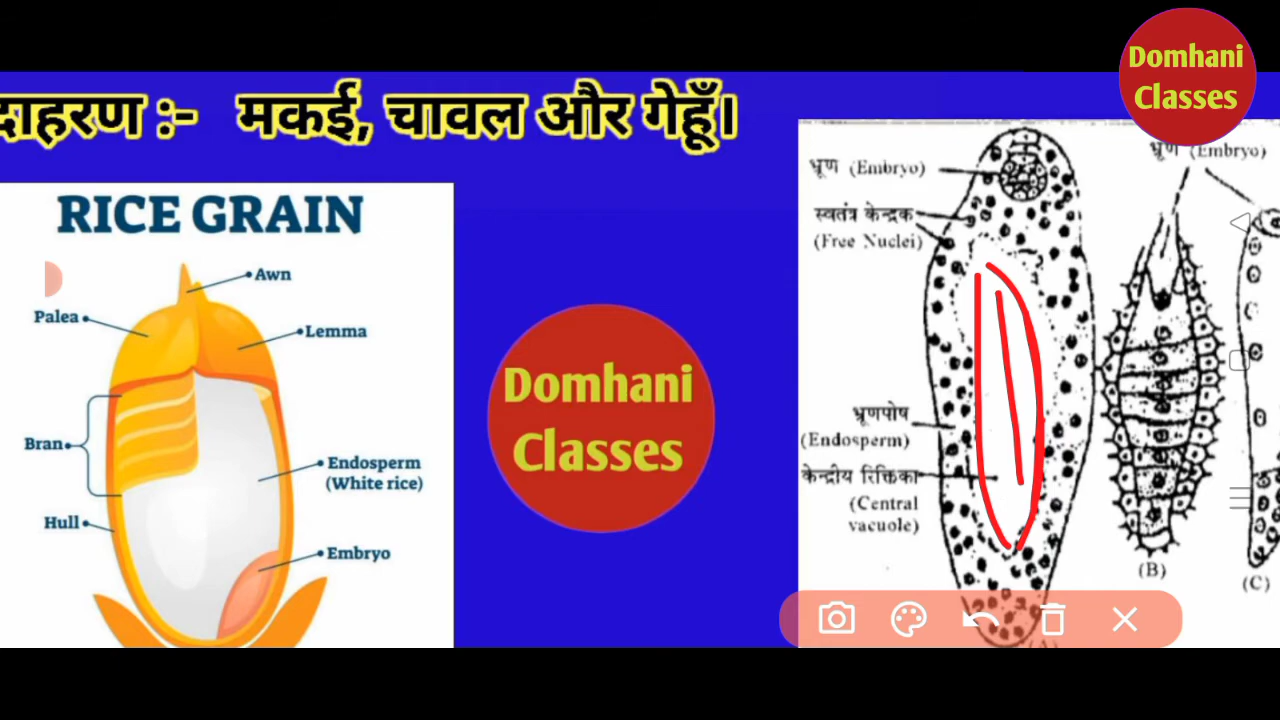 Domhani
Classes
दाहरण :- मकई, चावल और गेहूँ।
RICE GRAIN
Awn
Palea
Lemma
Bran
Endosperm
(White rice)
Hull
Embryo
Domhani
Classes
भ्रूण (Embryo)
स्वतंत्र केन्द्रक
(Free Nuclei)
भ्रूणपोष
(Endosperm)
केन्द्रीय रिक्तिका
(Central
vacuole)
भ्रूण (Embryo)
(B)
(C)